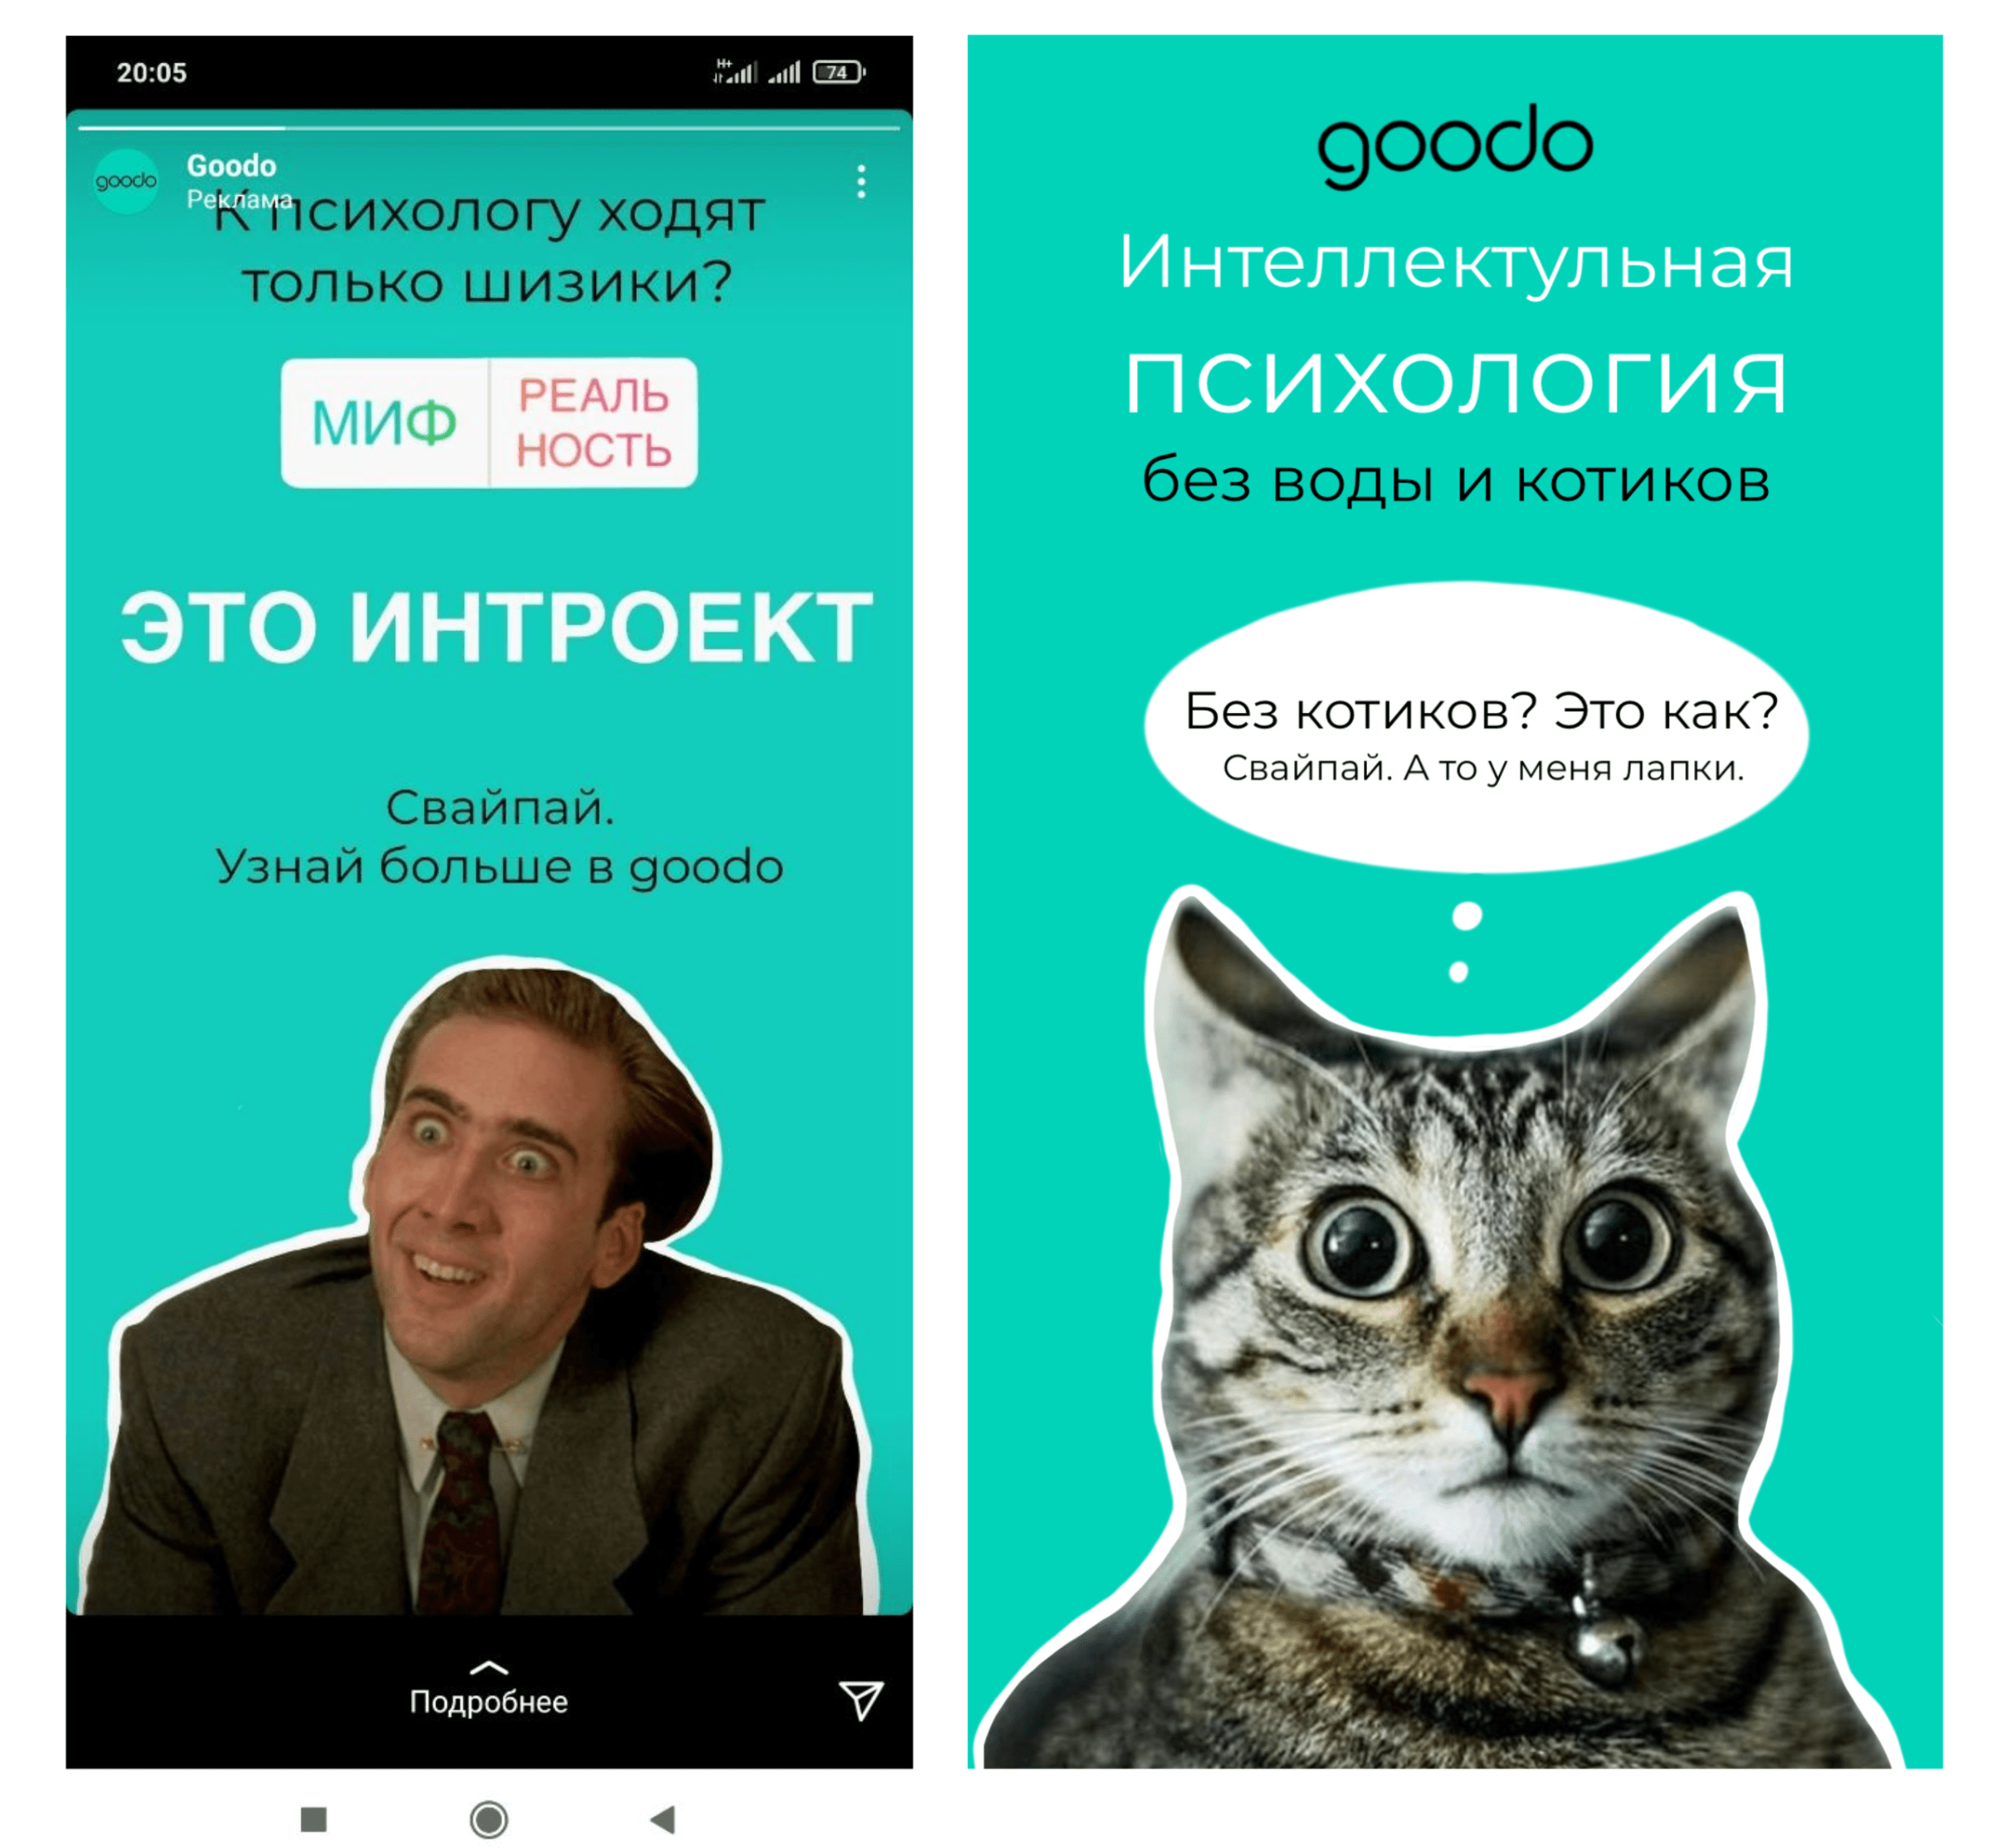 20:05
H+
74
goodo
Goodo
Реклама
К психологу ходят
только шизики?
МИФ
РЕАЛЬ
НОСТЬ
ЭТО ИНТРОЕКТ
Свайпай.
Узнай больше в goodo
Подробнее
goodo
Интеллектульная
психология
без воды и котиков
Без котиков? Это как?
Свайпай. А то у меня лапки.